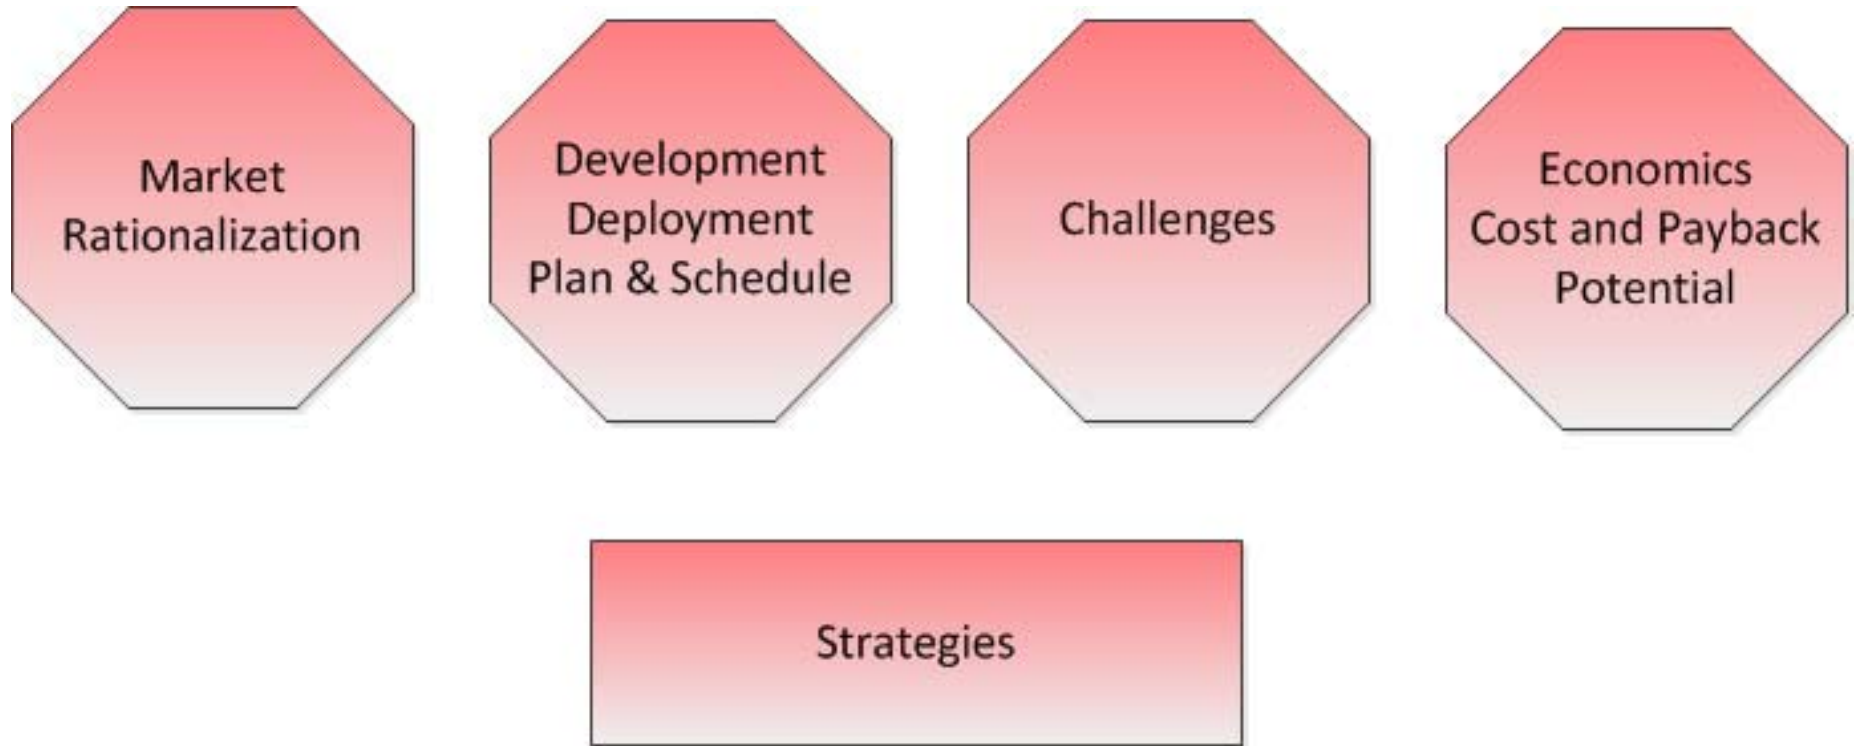 Market
Rationalization
Development
Deployment
Plan & Schedule
Challenges
Economics
Cost and Payback
Potential
Strategies